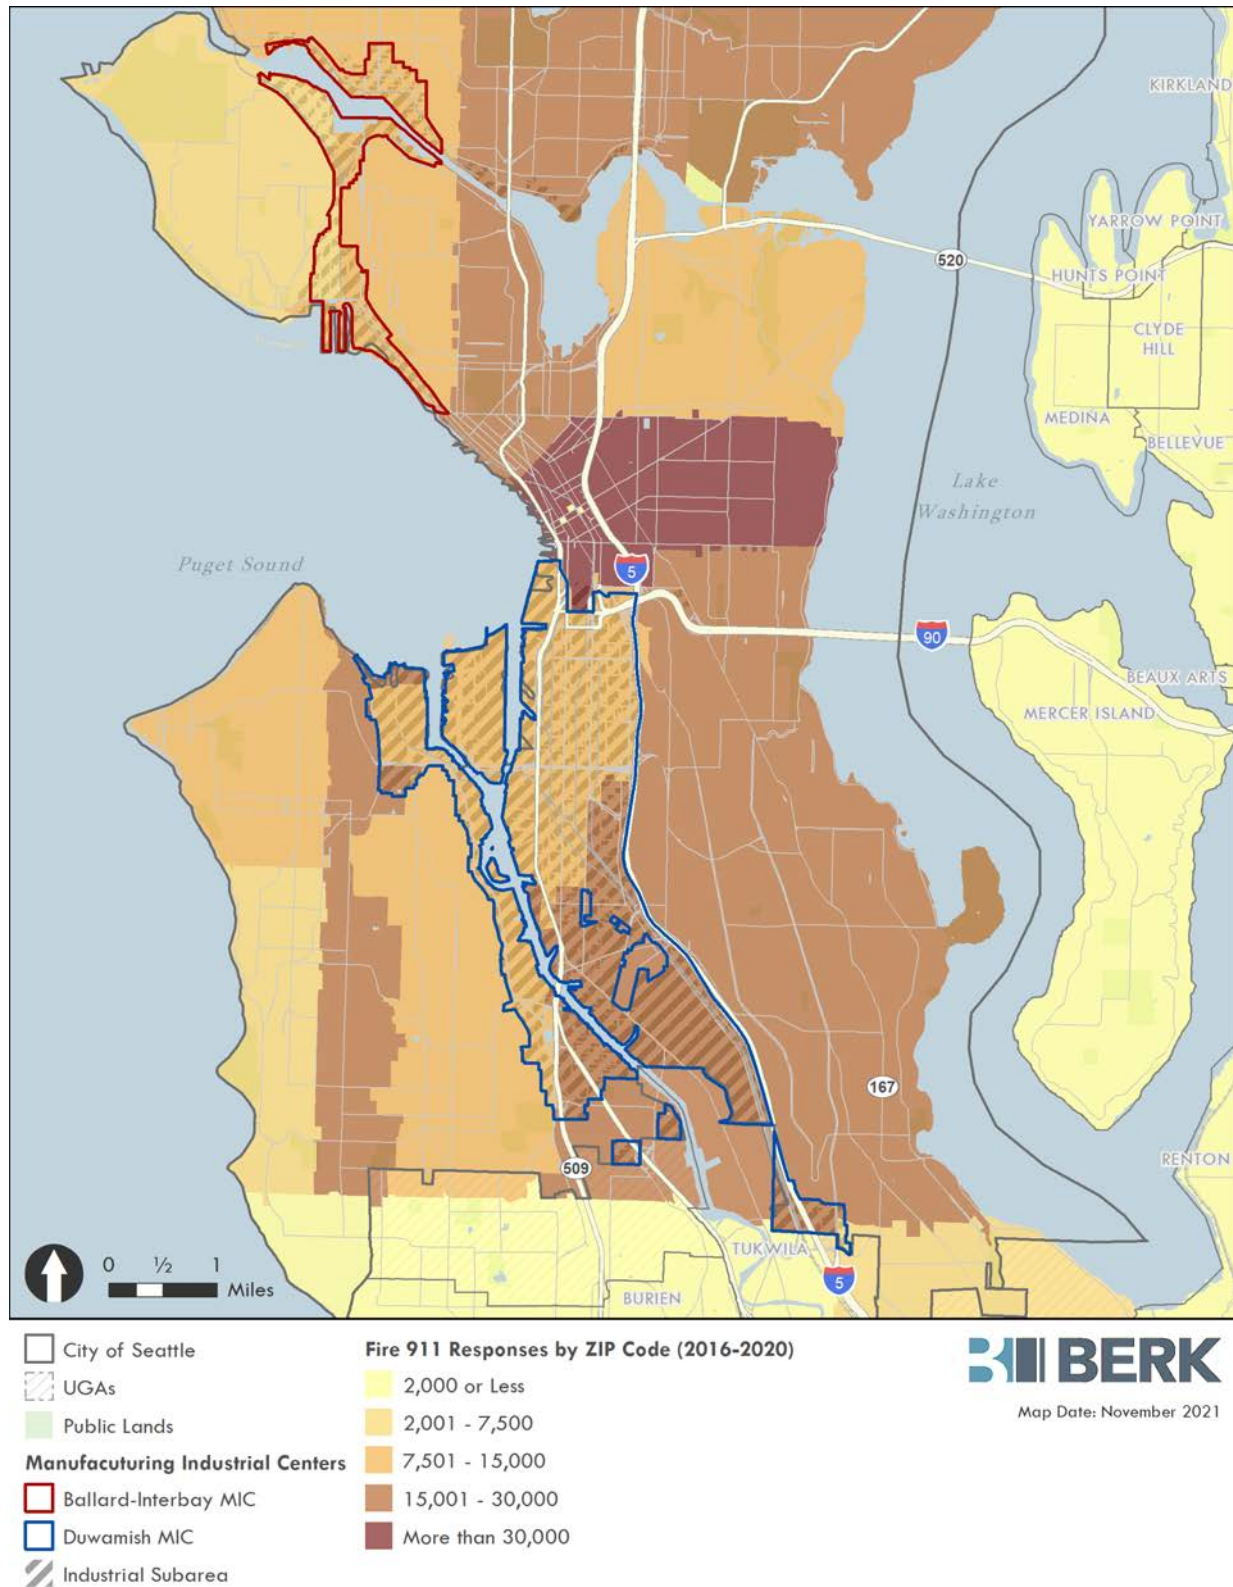 KIRKLAND
YARROW POINT
520
HUNTS POINT
CLYDE
HILL
MEDINA
BELLEVUE
Lake
Washington
Puget Sound
5
90
BEAUX ARTS
MERCER ISLAND
167
509
RENTON
TUKWILA
5
BURIEN
0 ½ 1
Miles
City of Seattle
UGAs
Public Lands
Manufacuturing Industrial Centers
Ballard-Interbay MIC
Duwamish MIC
Industrial Subarea
Fire 911 Responses by ZIP Code (2016-2020)
2,000 or Less
2,001 - 7,500
7,501 - 15,000
15,001 - 30,000
More than 30,000
BERK
Map Date: November 2021